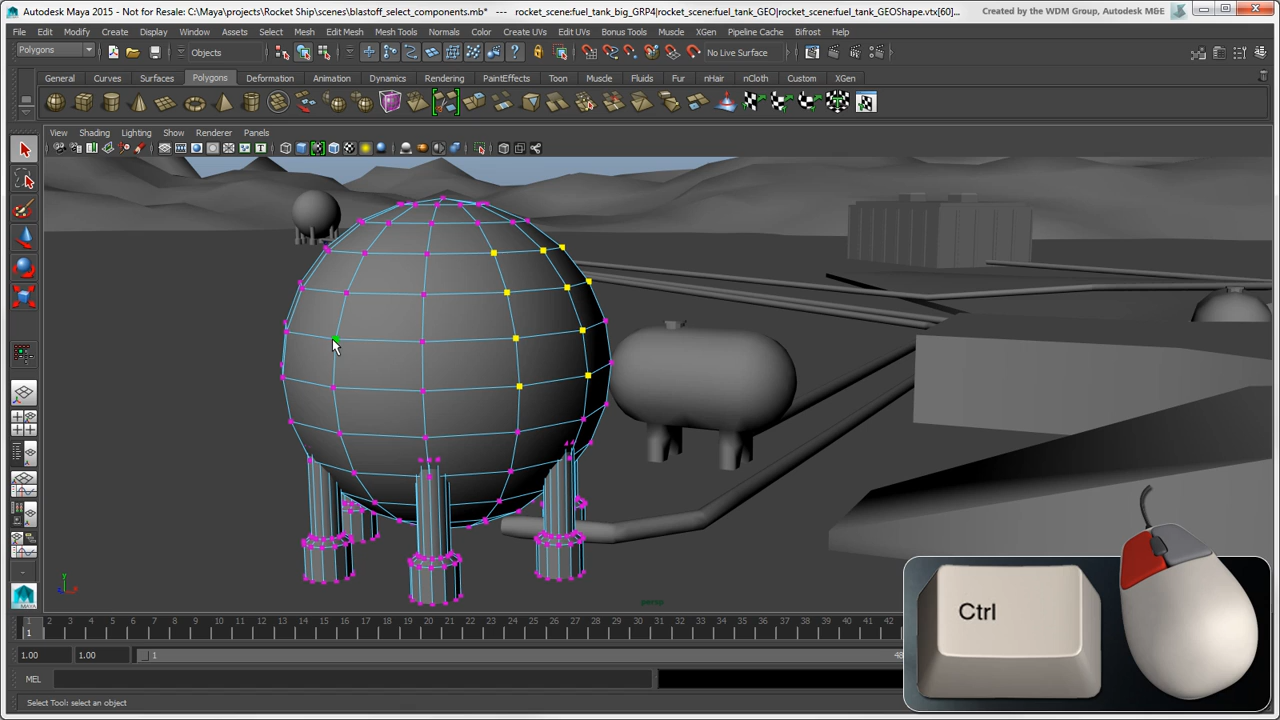 Autodesk Maya 2015 - Not for Resale: C:\Maya\projects\Rocket Ship\scenes\blastoff_select_components.mb* --- rocket_scene:fuel_tank_big_GRP4|rocket_scene:fuel_tank_GEO|rocket_scene:fuel_tank_GEOShape.vtx[60]...
Created by the WDM Group, Autodesk M&E
File Edit Modify Create Display Window Assets Select Mesh Edit Mesh Mesh Tools Normals Color Create UVs Edit UVs Bonus Tools Muscle XGen Pipeline Cache Bifrost Help
Polygons Objects No Live Surface
General Curves Surfaces Polygons Deformation Animation Dynamics Rendering PaintEffects Toon Muscle Fluids Fur nHair nCloth Custom XGen
View Shading Lighting Show Renderer Panels
persp
y
1 2 3 4 5 6 7 8 9 10 11 12 13 14 15 16 17 18 19 20 21 22 23 24 25 26 27 28 29 30 31 32 33 34 35 36 37 38 39 40 41 42
1
1.00 1.00 1 48
MEL
Select Tool: select an object
MAYA
Ctrl